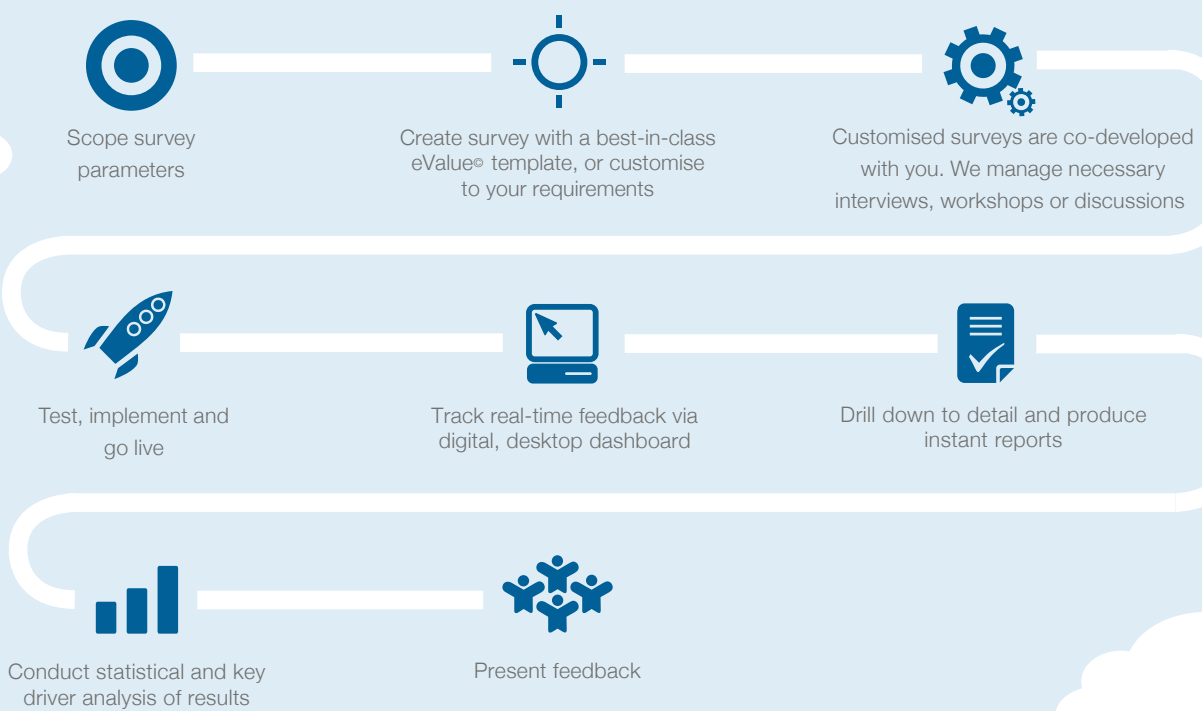 Scope survey
parameters
Create survey with a best-in-class
eValue© template, or customise
to your requirements
Customised surveys are co-developed
with you. We manage necessary
interviews, workshops or discussions
Test, implement and
go live
Track real-time feedback via
digital, desktop dashboard
Drill down to detail and produce
instant reports
Conduct statistical and key
driver analysis of results
Present feedback